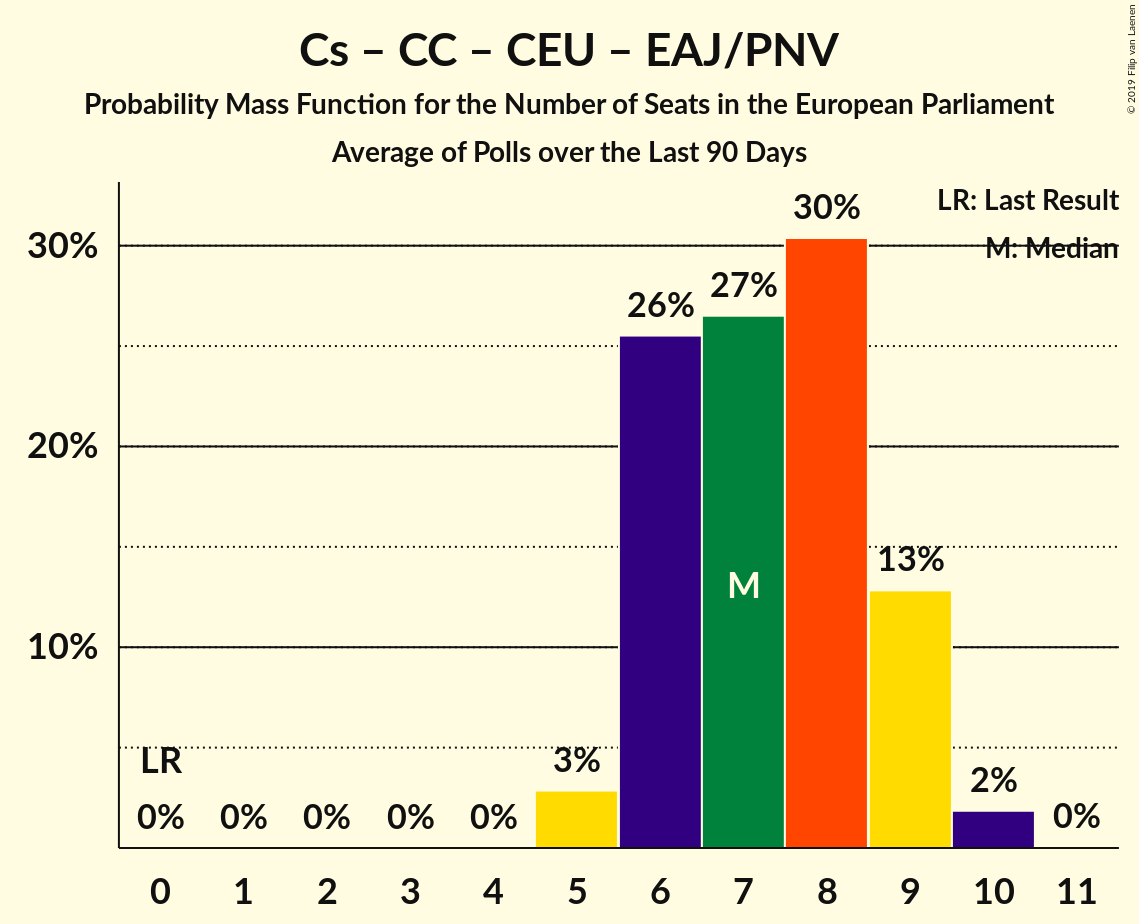 Cs – CC – CEU – EAJ/PNV
Probability Mass Function for the Number of Seats in the European Parliament
Average of Polls over the Last 90 Days
© 2019 Filip van Laenen
LR: Last Result
M: Median
30%
20%
10%
LR
0%
0%
0%
0%
0%
3%
26%
27%
30%
13%
2%
0%
M
0 1 2 3 4 5 6 7 8 9 10 11